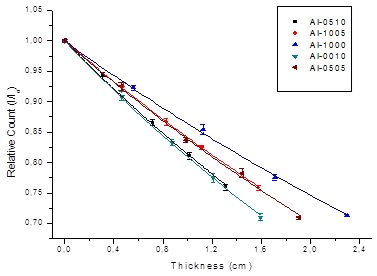 1,05
1,00
0,95
0,90
0,85
0,80
0,75
0,70
Relative Count (I/I₀)
0,0
0,4
0,8
1,2
1,6
2,0
2,4
Thickness (cm)
Al-0510
Al-1005
Al-1000
Al-0010
Al-0505